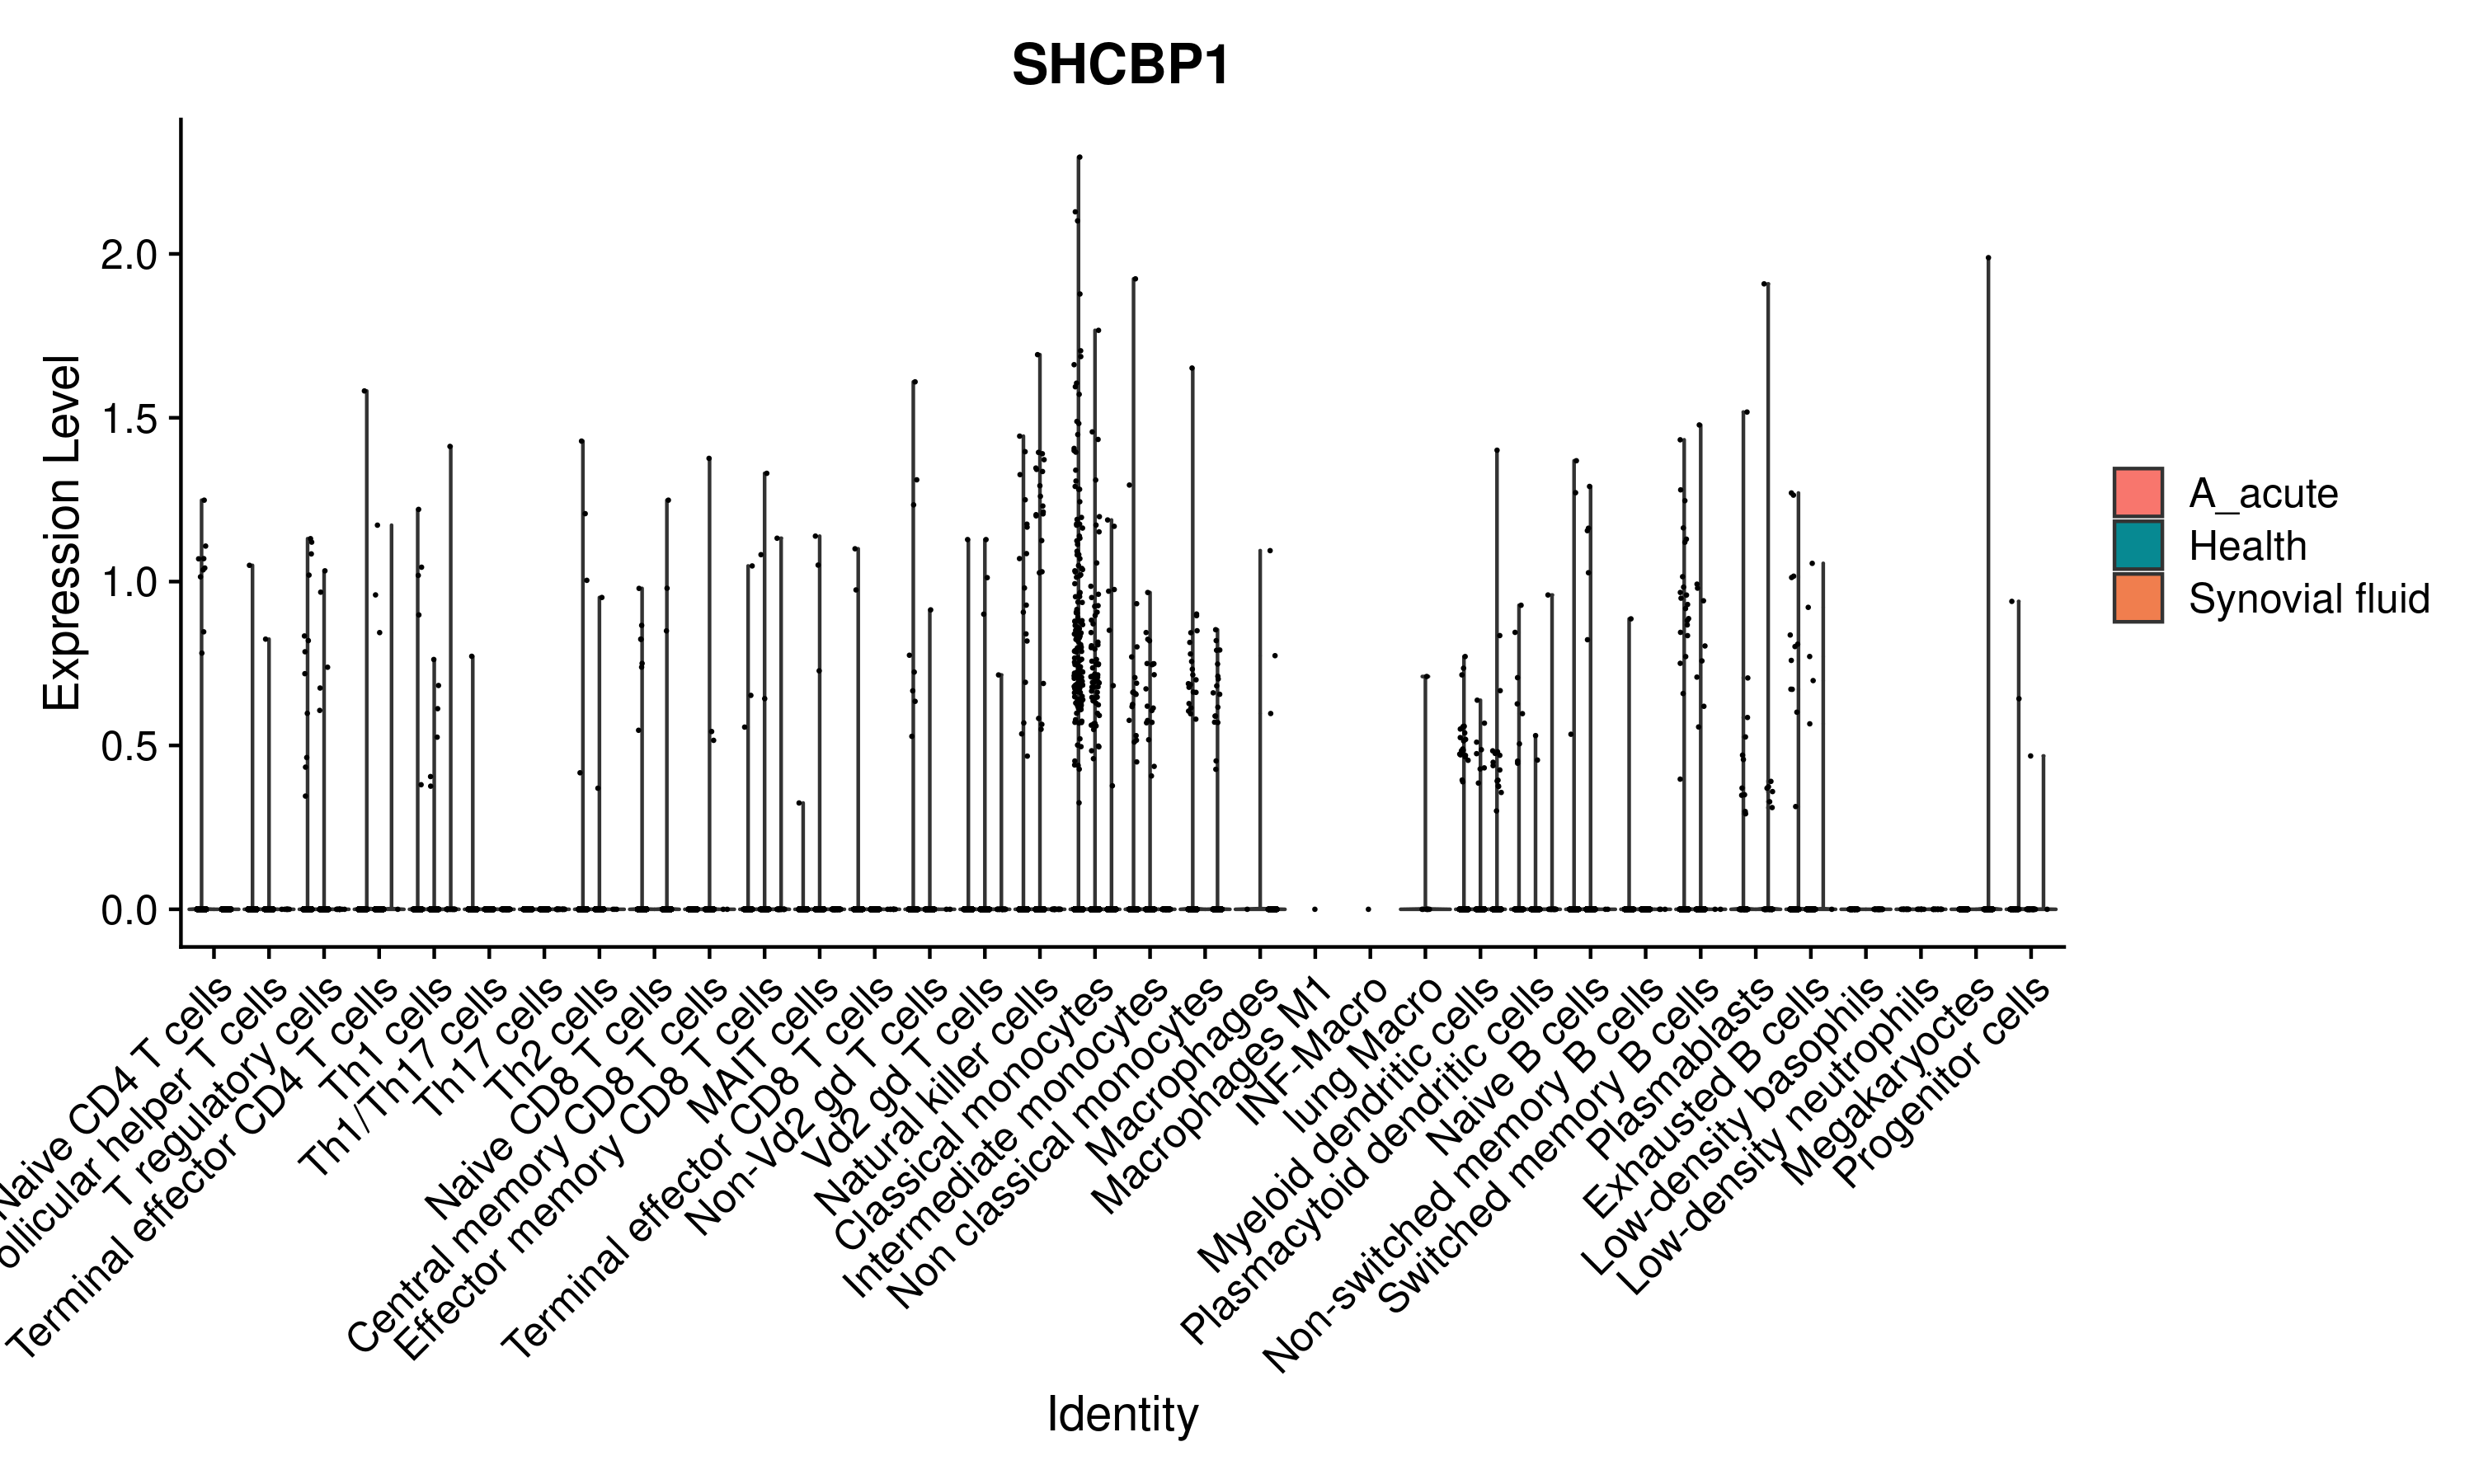 SHCBP1
Expression Level
2.0
1.5
1.0
0.5
0.0
Naive CD4 T cells
ollicular helper T cells
T regulatory cells
Terminal effector CD4 T cells
Th1 cells
Th1/Th17 cells
Th17 cells
Th2 cells
Naive CD8 T cells
Central memory CD8 T cells
Effector memory CD8 T cells
MAIT cells
Terminal effector CD8 T cells
Non-Vd2 gd T cells
Vd2 gd T cells
Natural killer cells
Classical monocytes
Intermediate monocytes
Non classical monocytes
Macrophages
Macrophages M1
INF-Macro
lung Macro
Myeloid dendritic cells
Plasmacytoid dendritic cells
Naive B cells
Non-switched memory B cells
Switched memory B cells
Plasmablasts
Exhausted B cells
Low-density basophils
Low-density neutrophils
Megakaryocytes
Progenitor cells
Identity
A_acute
Health
Synovial fluid